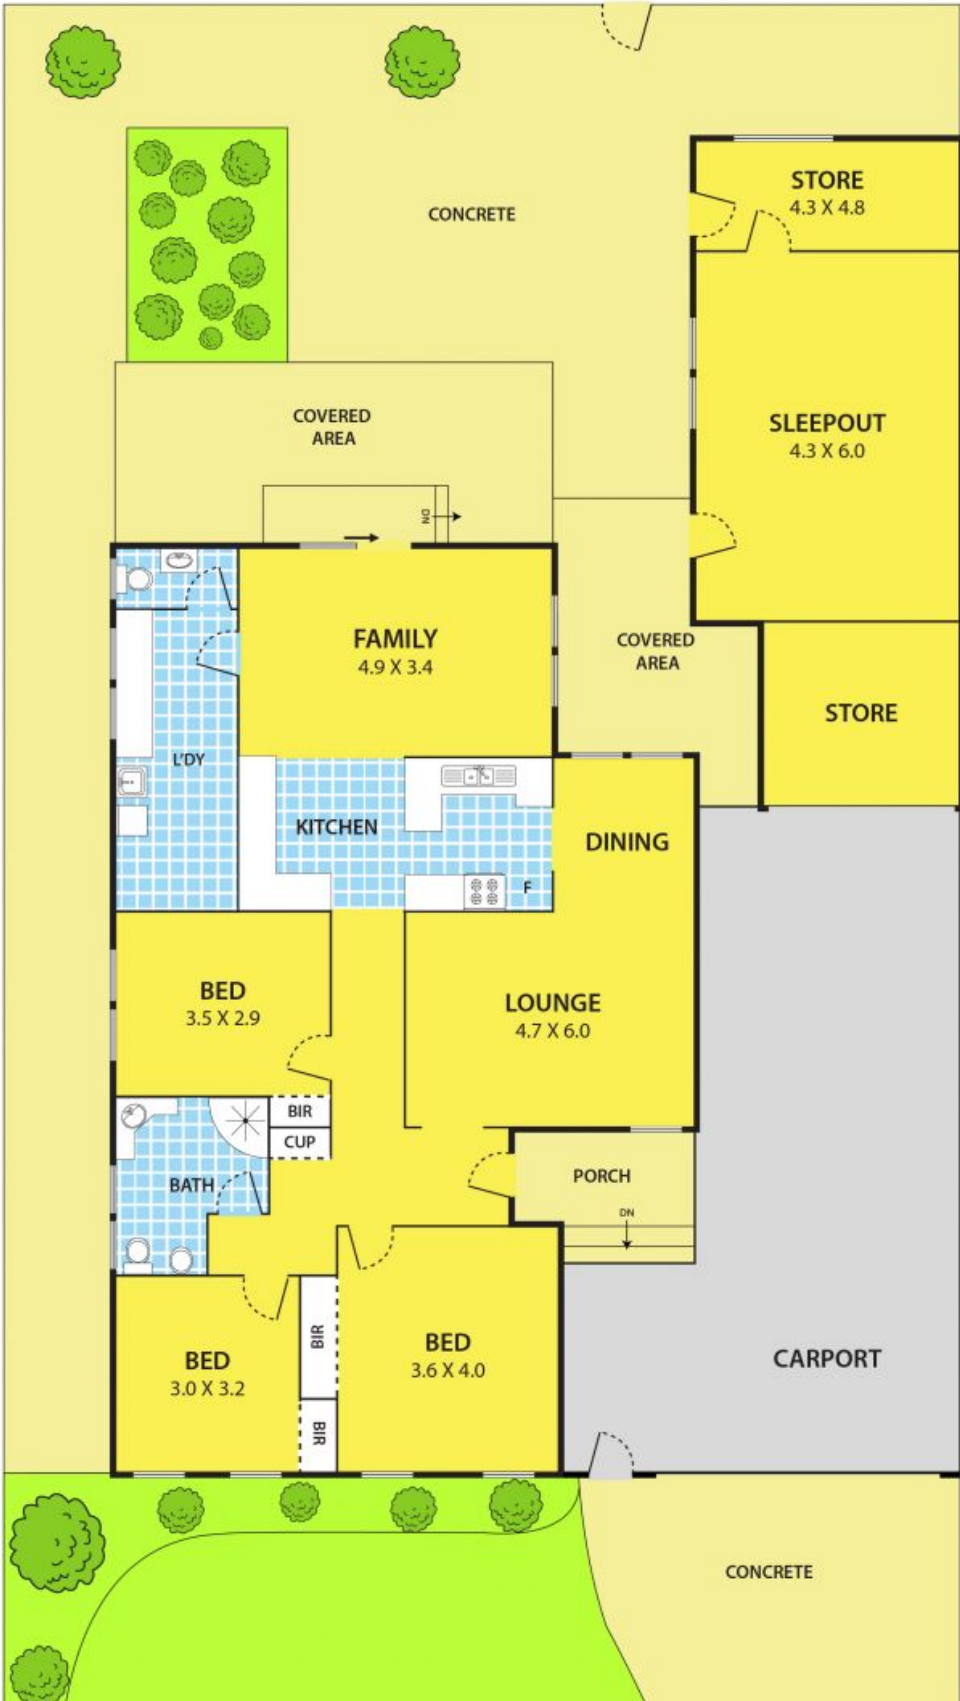 STORE
4.3 X 4.8
CONCRETE
COVERED
AREA
SLEEPOUT
4.3 X 6.0
DN
FAMILY
4.9 X 3.4
COVERED
AREA
STORE
L'DY
KITCHEN
DINING
F
BED
3.5 X 2.9
LOUNGE
4.7 X 6.0
BIR
CUP
BATH
PORCH
DN
BIR
BED
3.6 X 4.0
BED
3.0 X 3.2
CARPORT
BIR
CONCRETE